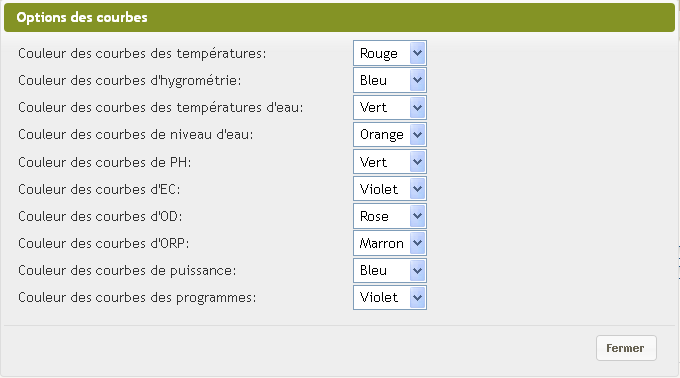 Options des courbes
Couleur des courbes des températures: Rouge
Couleur des courbes d'hygrométrie: Bleu
Couleur des courbes des températures d'eau: Vert
Couleur des courbes de niveau d'eau: Orange
Couleur des courbes de PH: Vert
Couleur des courbes d'EC: Violet
Couleur des courbes d'OD: Rose
Couleur des courbes d'ORP: Marron
Couleur des courbes de puissance: Bleu
Couleur des courbes des programmes: Violet
Fermer